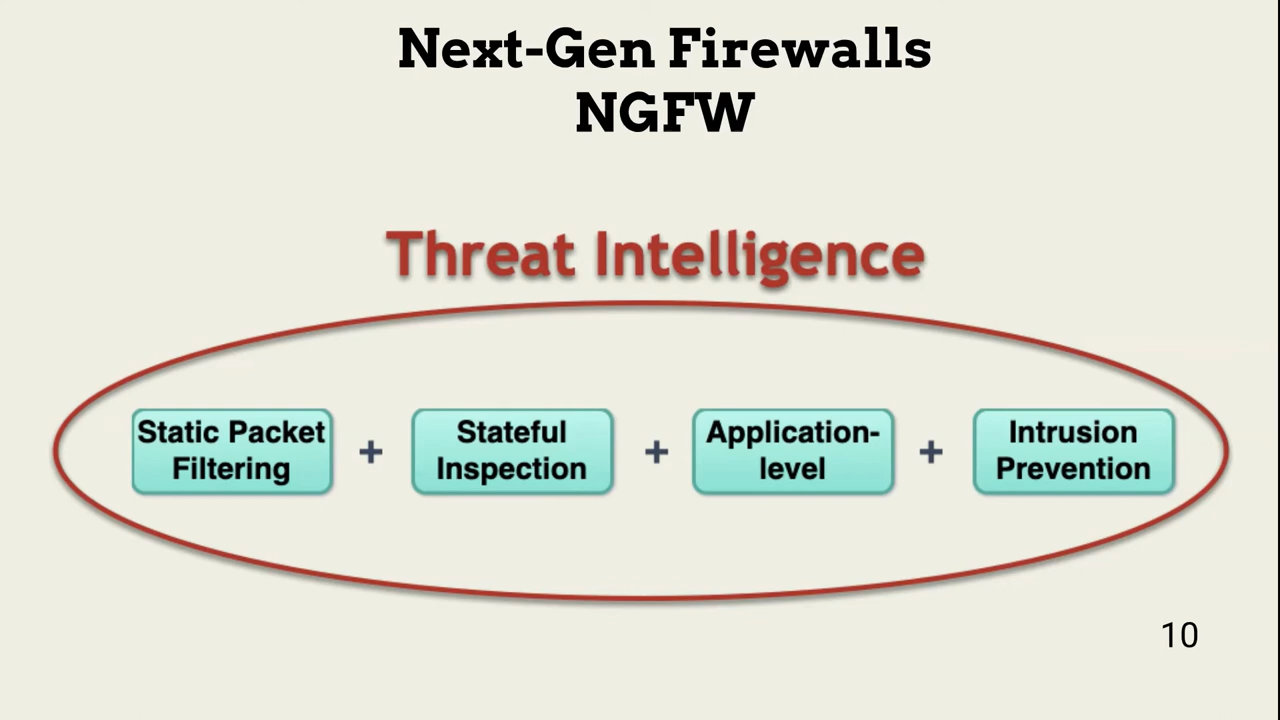 Next-Gen Firewalls
NGFW
Threat Intelligence
Static Packet
Filtering
+
Stateful
Inspection
+
Application-
level
+
Intrusion
Prevention
10